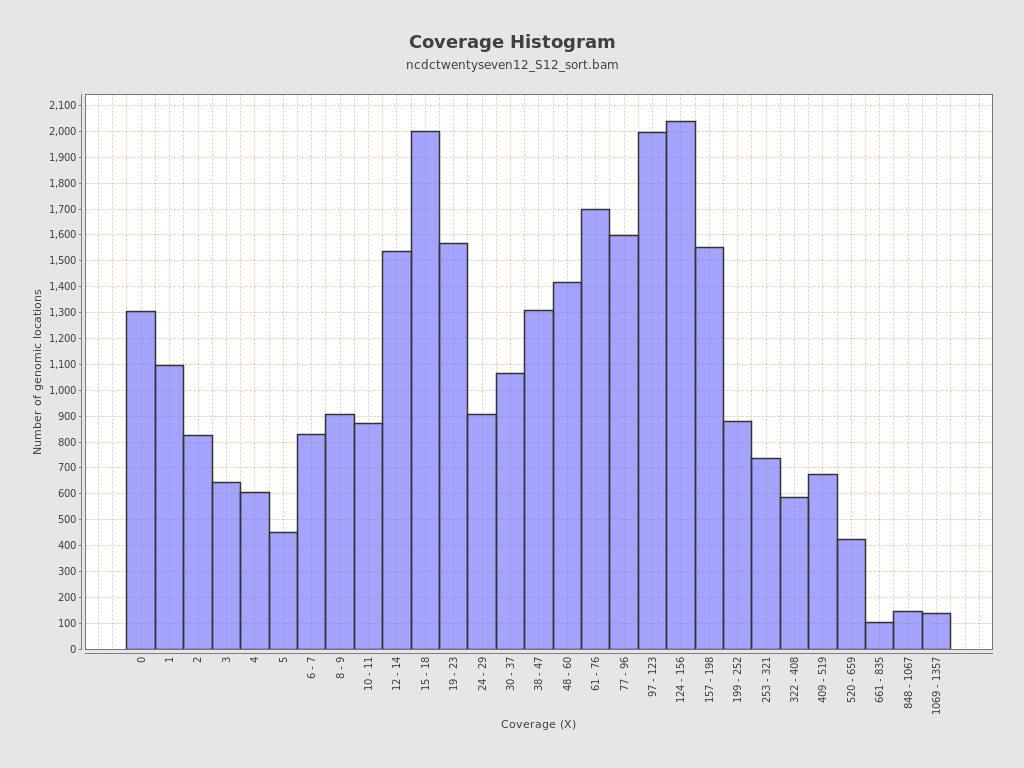 Coverage Histogram
ncdctwentyseven12_S12_sort.bam
Number of genomic locations
2,100
2,000
1,900
1,800
1,700
1,600
1,500
1,400
1,300
1,200
1,100
1,000
900
800
700
600
500
400
300
200
100
0
0
1
2
3
4
5
6 - 7
8 - 9
10 - 11
12 - 14
15 - 18
19 - 23
24 - 29
30 - 37
38 - 47
48 - 60
61 - 76
77 - 96
97 - 123
124 - 156
157 - 198
199 - 252
253 - 321
322 - 408
409 - 519
520 - 659
661 - 835
848 - 1067
1069 - 1357
Coverage (X)